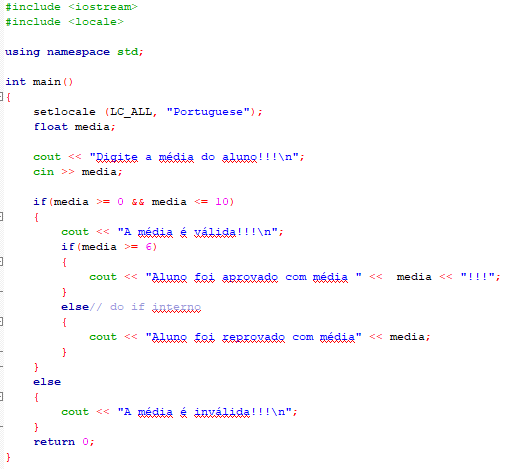 #include <iostream>
#include <locale>
using namespace std;
int main()
{
setlocale (LC_ALL, "Portuguese");
float media;
cout << "Digite a média do aluno!!!\n";
cin >> media;
if(media >= 0 && media <= 10)
{
cout << "A média é válida!!!\n";
if(media >= 6)
{
cout << "Aluno foi aprovado com média " <<  media << "!!!";
}
else// do if interno
{
cout << "Aluno foi reprovado com média" << media;
}
}
else
{
cout << "A média é inválida!!!\n";
}
return 0;
}